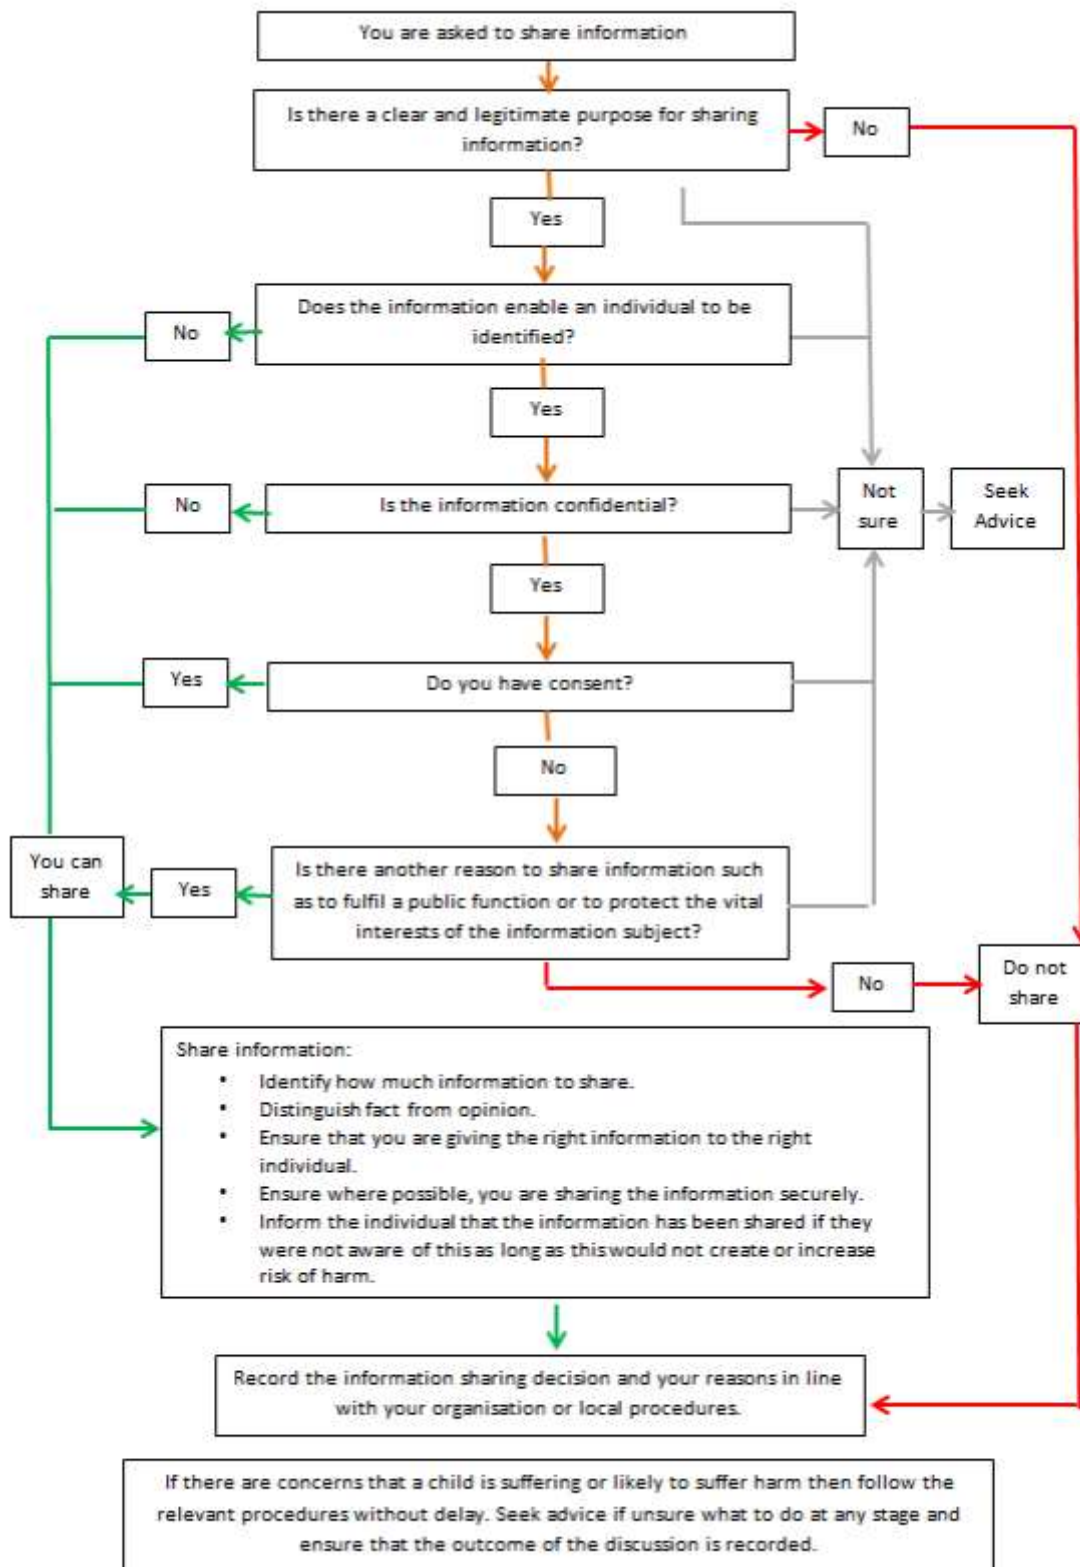 You are asked to share information
Is there a clear and legitimate purpose for sharing
information?
No
Yes
Does the information enable an individual to be
identified?
No
Yes
Is the information confidential?
No
Not
sure
Seek
Advice
Yes
Do you have consent?
Yes
No
Is there another reason to share information such
as to fulfil a public function or to protect the vital
interests of the information subject?
Yes
You can
share
No
Do not
share
Share information:
• Identify how much information to share.
• Distinguish fact from opinion.
• Ensure that you are giving the right information to the right
individual.
• Ensure where possible, you are sharing the information securely.
• Inform the individual that the information has been shared if they
were not aware of this as long as this would not create or increase
risk of harm.
Record the information sharing decision and your reasons in line
with your organisation or local procedures.
If there are concerns that a child is suffering or likely to suffer harm then follow the
relevant procedures without delay. Seek advice if unsure what to do at any stage and
ensure that the outcome of the discussion is recorded.